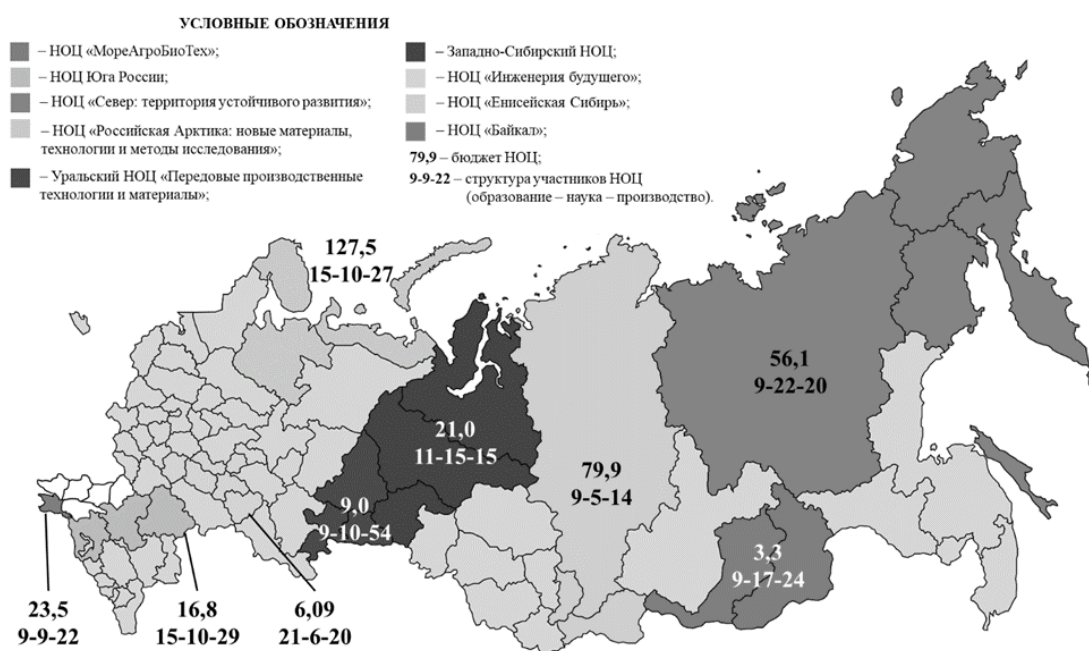 УСЛОВНЫЕ ОБОЗНАЧЕНИЯ
– НОЦ «МореАгроБиоТех»;
– НОЦ Юга России;
– НОЦ «Север: территория устойчивого развития»;
– НОЦ «Российская Арктика: новые материалы,
технологии и методы исследования»;
– Уральский НОЦ «Передовые производственные
технологии и материалы»;
– Западно-Сибирский НОЦ;
– НОЦ «Инженерия будущего»;
– НОЦ «Енисейская Сибирь»;
– НОЦ «Байкал»;
79,9 – бюджет НОЦ;
9-9-22 – структура участников НОЦ
(образование – наука – производство).
127,5
15-10-27
56,1
9-22-20
21,0
11-15-15
79,9
9-5-14
9,0
9-10-54
3,3
9-17-24
23,5
9-9-22
16,8
15-10-29
6,09
21-6-20